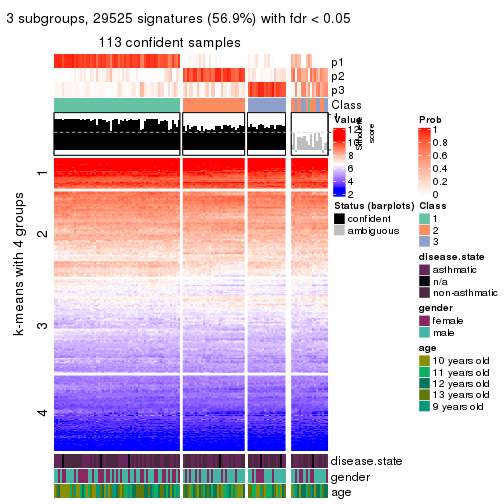 3 subgroups, 29525 signatures (56.9%) with fdr < 0.05
113 confident samples
p1
p2
p3
Class
Silhouette
score
k-means with 4 groups
1
2
3
4
Value
12
10
8
6
4
2
Prob
1
0.8
0.6
0.4
0.2
0
Status (barplots)
confident
ambiguous
Class
1
2
3
disease.state
asthmatic
n/a
non-asthmatic
gender
female
male
age
10 years old
11 years old
12 years old
13 years old
9 years old
disease.state
gender
age